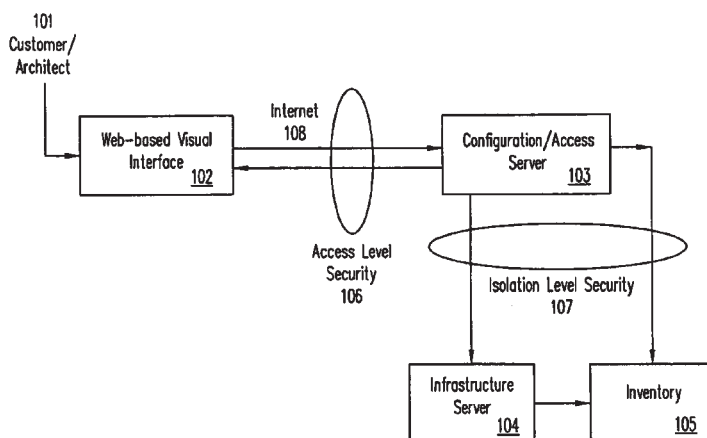 101
Customer/
Architect
Internet
108
Web-based Visual
Interface
102
Configuration/Access
Server
103
Access Level
Security
106
Isolation Level Security
107
Infrastructure
Server
104
Inventory
105